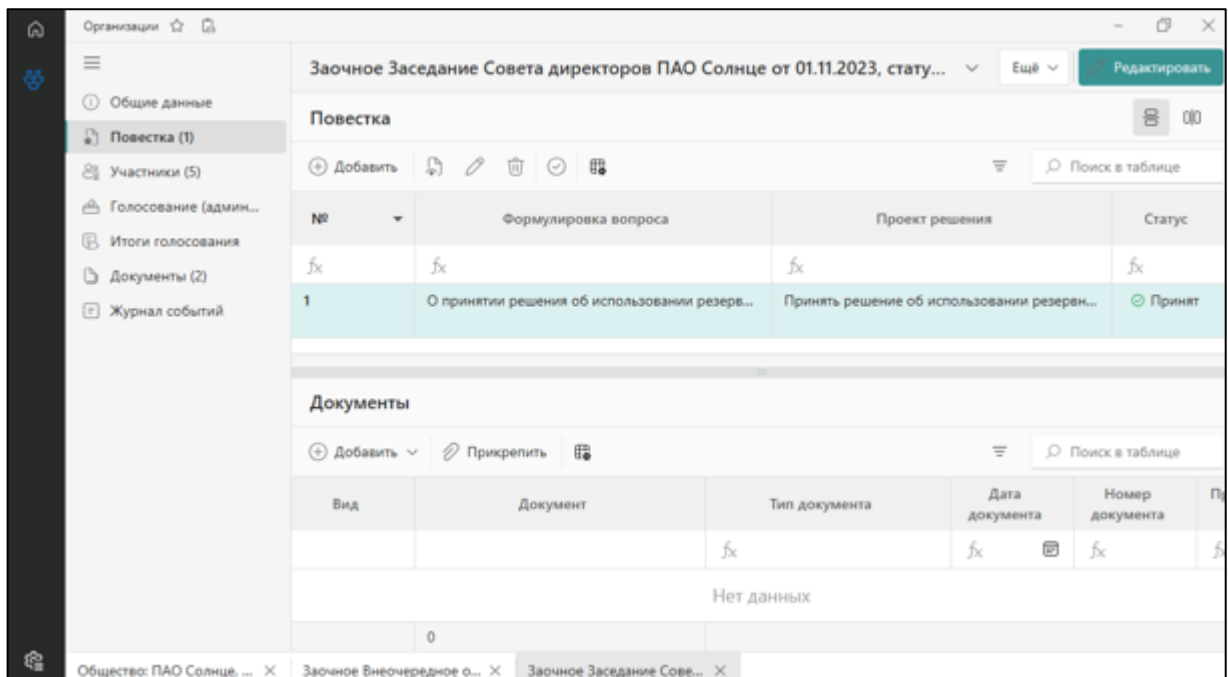 Организации
Заочное Заседание Совета директоров ПАО Солнце от 01.11.2023, стату...
Ещё
Редактировать
Общие данные
Повестка (1)
Участники (5)
Голосование (админ...
Итоги голосования
Документы (2)
Журнал событий
Повестка
Добавить
Поиск в таблице
№ Формулировка вопроса Проект решения Статус
fx fx fx fx
1 О принятии решения об использовании резерв... Принять решение об использовании резервн... Принят
Документы
Добавить Прикрепить
Поиск в таблице
Вид Документ Тип документа Дата документа Номер документа
fx fx fx
Нет данных
0
Общество: ПАО Солнце, ... Заочное Внеочередное о... Заочное Заседание Сове...